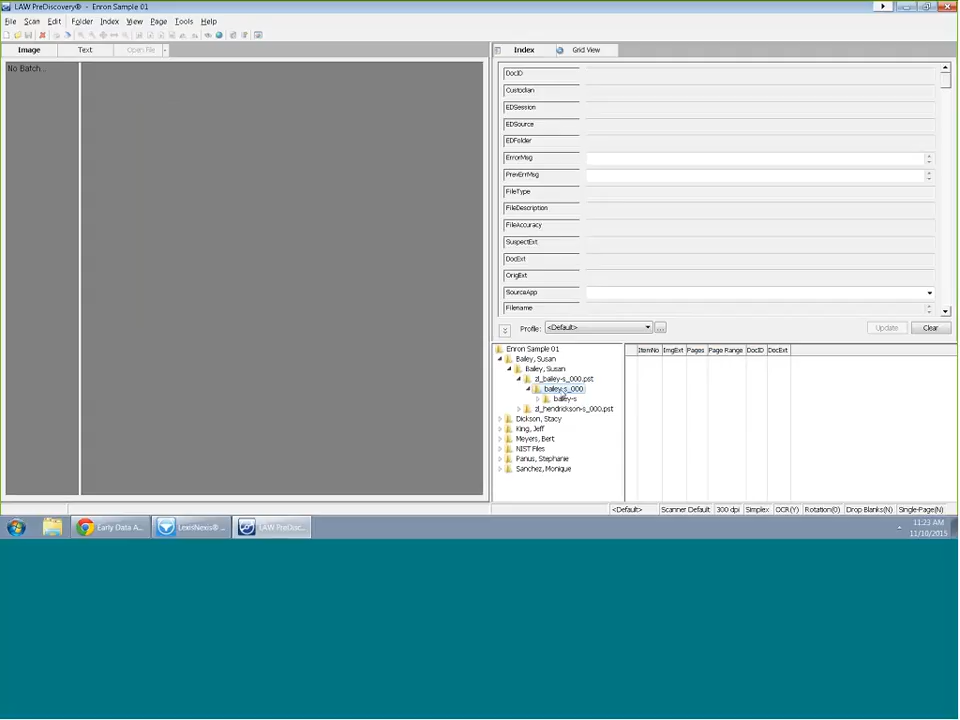 LAW PreDiscovery® - Enron Sample 01
File Scan Edit Folder Index View Page Tools Help
Image Text Open File
Index Grid View
No Batch...
DocID
Custodian
EDSession
EDSource
EDFolder
ErrorMsg
PrevErrMsg
FileType
FileDescription
FileAccuracy
SuspectExt
DocExt
OrigExt
SourceApp
Filename
Profile: <Default> ... Update Clear
Enron Sample 01
Bailey, Susan
Bailey, Susan
zl_bailey-s_000.pst
bailey-s_000
bailey-s
zl_hendrickson-s_000.pst
Dickson, Stacy
King, Jeff
Meyers, Bert
NIST Files
Panus, Stephanie
Sanchez, Monique
ItemNo ImgExt Pages Page Range DocID DocExt
<Default> Scanner Default 300 dpi Simplex OCR(Y) Rotation(0) Drop Blanks(N) Single-Page(N)
Early Data A... LexisNexis® ... LAW PreDisc...
11:23 AM
11/10/2015